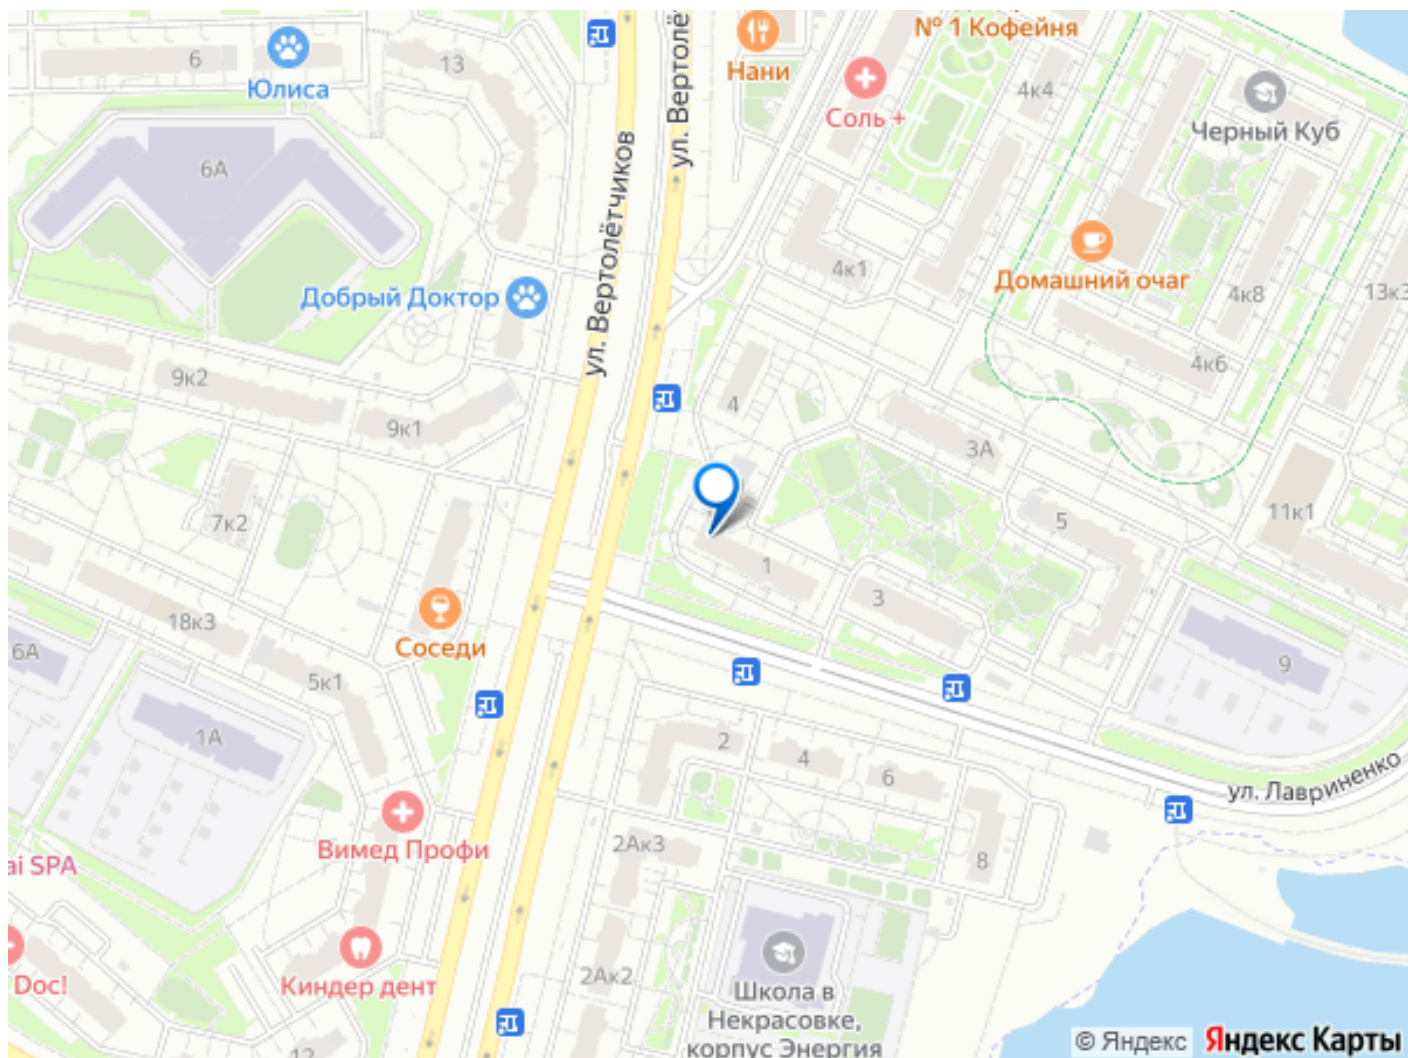 № 1 Кофейня
6
13
Юлиса
Нани
ул. Вертолё
Соль +
4к4
Черный Куб
6А
ул. Вертолётчиков
4к1
Домашний очаг
4к8
13к3
Добрый Доктор
9к2
4к6
4
9к1
3А
7к2
5
11к1
1
3
18к3
Соседи
6А
5к1
9
1А
2
4
6
ул. Лавриненко
Вимед Профи
2Ак3
8
ai SPA
Doc!
Киндер дент
2Ак2
Школа в
Некрасовке,
корпус Энергия
12
© Яндекс
Яндекс Карты